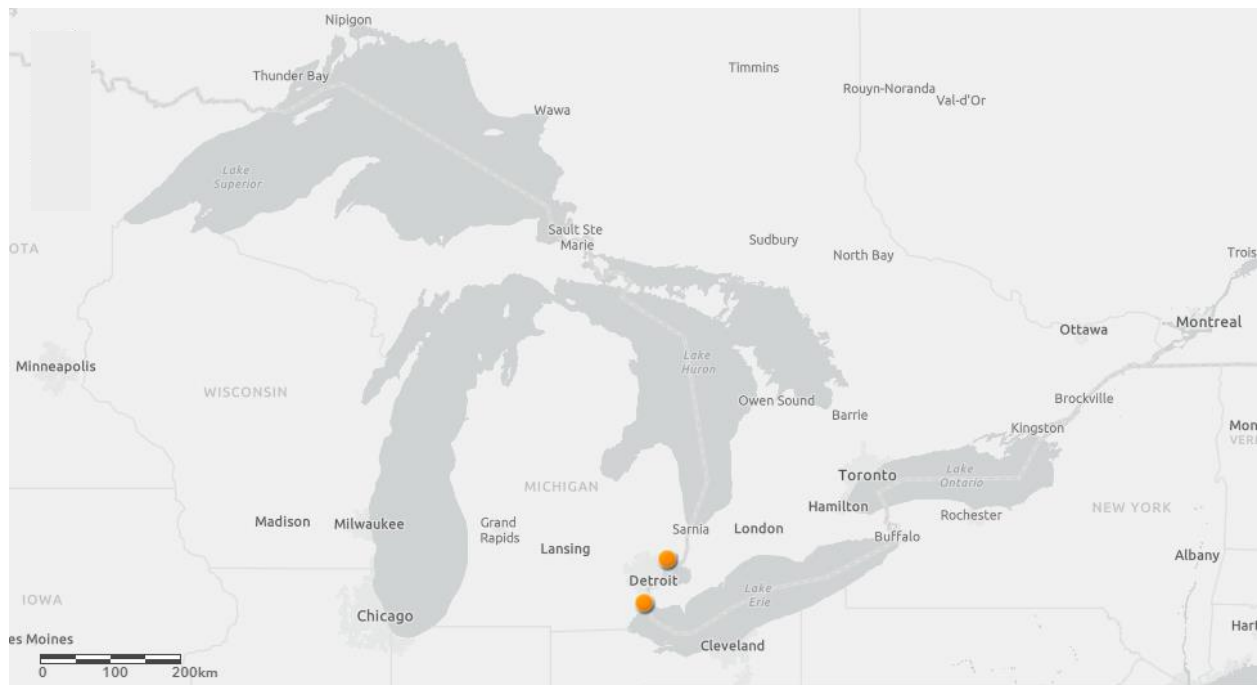 Nipigon
Thunder Bay
Timmins
Rouyn-Noranda
Val-d'Or
Wawa
Lake
Superior
Sault Ste
Marie
Sudbury
North Bay
OTA
Trois
Montreal
Ottawa
Minneapolis
Lake
Huron
WISCONSIN
Owen Sound
Barrie
Brockville
Kingston
Mon
VERM
Toronto
Lake
Ontario
MICHIGAN
Hamilton
Rochester
NEW YORK
Madison
Milwaukee
Grand
Rapids
Sarnia
London
Buffalo
Lansing
Albany
Detroit
Lake
Erie
IOWA
Chicago
Hart
es Moines
Cleveland
0
100
200km